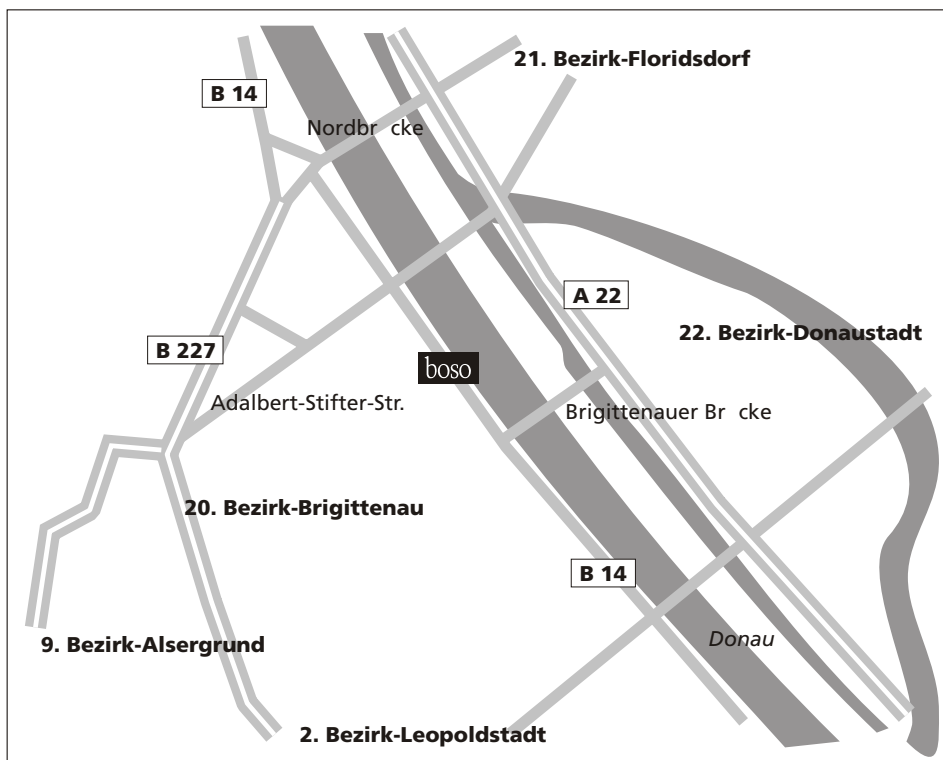 21. Bezirk-Floridsdorf
B 14
Nordbr cke
A 22
22. Bezirk-Donaustadt
B 227
boso
Adalbert-Stifter-Str.
Brigittenauer Br cke
20. Bezirk-Brigittenau
B 14
9. Bezirk-Alsergrund
Donau
2. Bezirk-Leopoldstadt